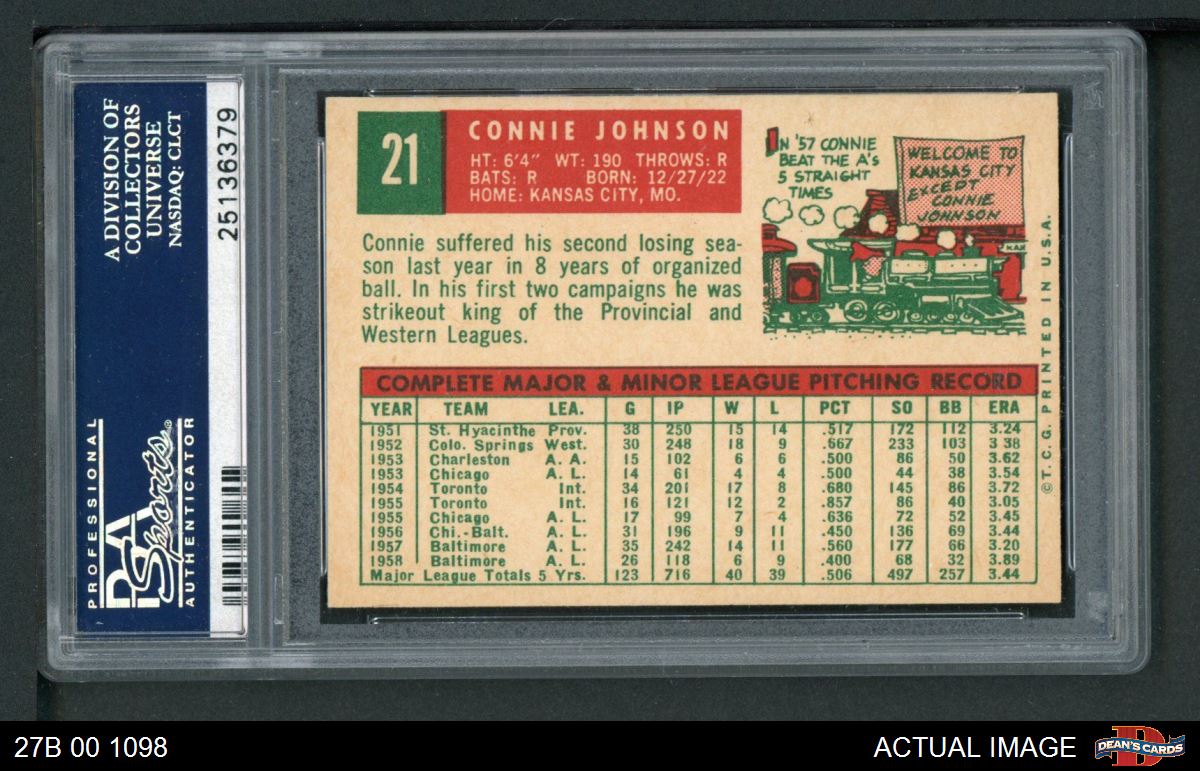 A DIVISION OF
COLLECTORS
UNIVERSE
NASDAQ: CLCT
25136379
PROFESSIONAL
PSA
Sports
AUTHENTICATOR
21
CONNIE JOHNSON
HT: 6'4" WT: 190 THROWS: R
BATS: R BORN: 12/27/22
HOME: KANSAS CITY, MO.
Connie suffered his second losing sea-
son last year in 8 years of organized
ball. In his first two campaigns he was
strikeout king of the Provincial and
Western Leagues.
IN '57 CONNIE
BEAT THE A's
5 STRAIGHT
TIMES
WELCOME TO
KANSAS CITY
EXCEPT
CONNIE
JOHNSON
KAN
COMPLETE MAJOR & MINOR LEAGUE PITCHING RECORD
YEAR TEAM LEA. G IP W L PCT SO BB ERA
1951 St. Hyacinthe Prov. 38 250 15 14 .517 172 112 3.24
1952 Colo. Springs West. 30 248 18 9 .667 233 103 3.38
1953 Charleston A. A. 15 102 6 6 .500 86 50 3.62
1953 Chicago A. L. 14 61 4 4 .500 44 38 3.54
1954 Toronto Int. 34 201 17 8 .680 145 86 3.72
1955 Toronto Int. 16 121 12 2 .857 86 40 3.05
1955 Chicago A. L. 17 99 7 4 .636 72 52 3.45
1956 Chi.-Balt. A. L. 31 196 9 11 .450 136 69 3.44
1957 Baltimore A. L. 35 242 14 11 .560 177 66 3.20
1958 Baltimore A. L. 26 118 6 9 .400 68 32 3.89
Major League Totals 5 Yrs. 123 716 40 39 .506 497 257 3.44
©T. C. G. PRINTED IN U.S.A.
27B 00 1098
ACTUAL IMAGE
D
DEAN'S CARDS